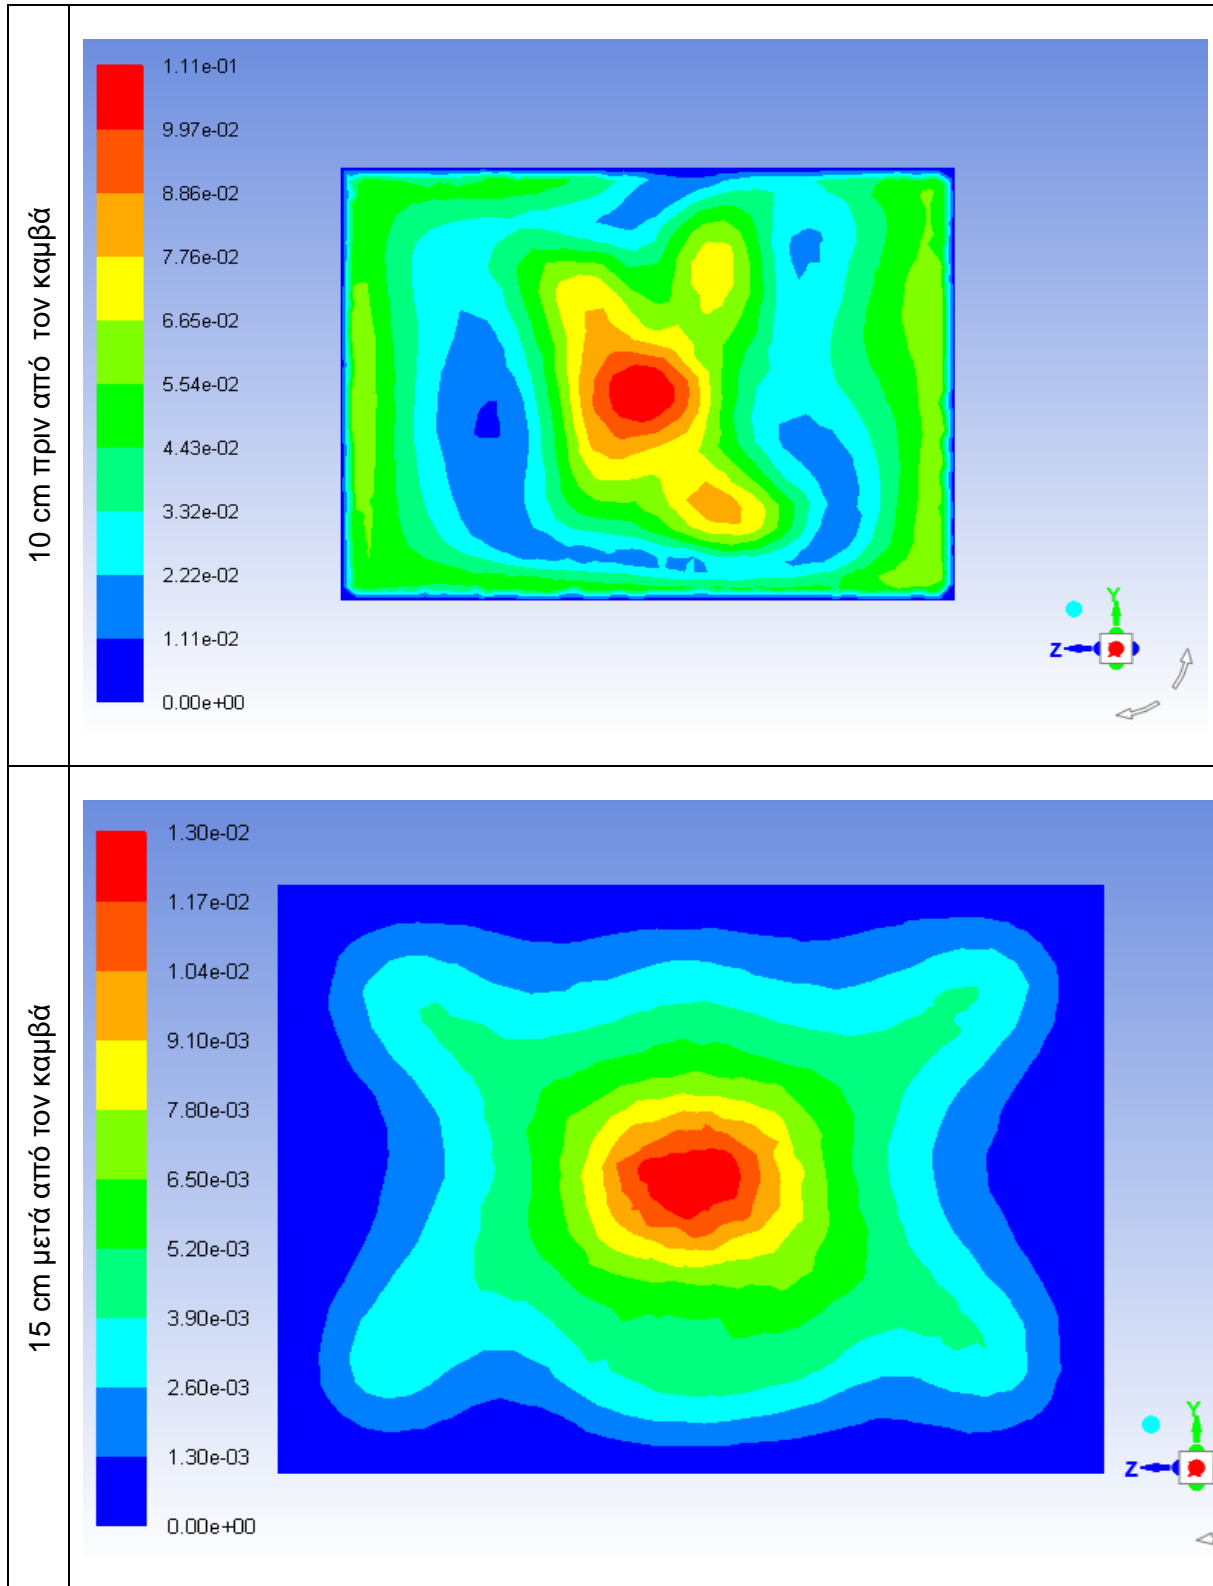 10 cm πριν από τον καμβά
1.11e-01
9.97e-02
8.86e-02
7.76e-02
6.65e-02
5.54e-02
4.43e-02
3.32e-02
2.22e-02
1.11e-02
0.00e+00
Y
Z
15 cm μετά από τον καμβά
1.30e-02
1.17e-02
1.04e-02
9.10e-03
7.80e-03
6.50e-03
5.20e-03
3.90e-03
2.60e-03
1.30e-03
0.00e+00
Y
Z